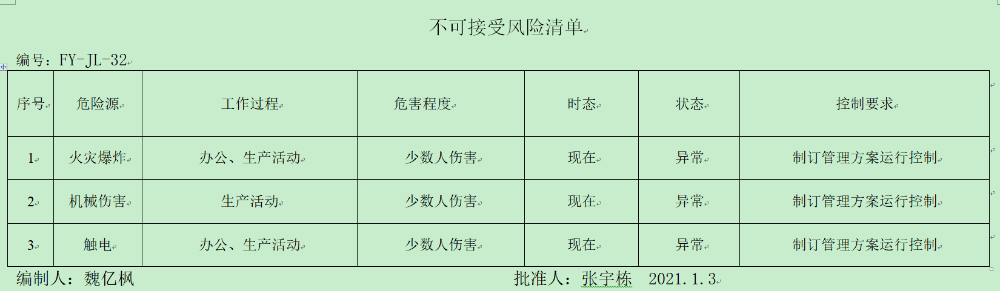 不可接受风险清单
编号：FY-JL-32
序号 危险源 工作过程 危害程度 时态 状态 控制要求
1 火灾爆炸 办公、生产活动 少数人伤害 现在 异常 制订管理方案运行控制
2 机械伤害 生产活动 少数人伤害 现在 异常 制订管理方案运行控制
3 触电 办公、生产活动 少数人伤害 现在 异常 制订管理方案运行控制
编制人：魏亿枫 批准人：张宇栋 2021.1.3